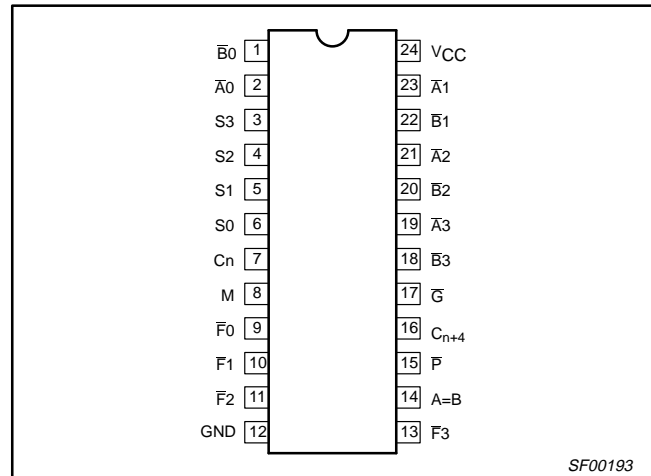 B̅0 1 24 VCC
A̅0 2 23 A̅1
S3 3 22 B̅1
S2 4 21 A̅2
S1 5 20 B̅2
S0 6 19 A̅3
Cn 7 18 B̅3
M 8 17 G̅
F̅0 9 16 Cn+4
F̅1 10 15 P̅
F̅2 11 14 A=B
GND 12 13 F̅3
SF00193